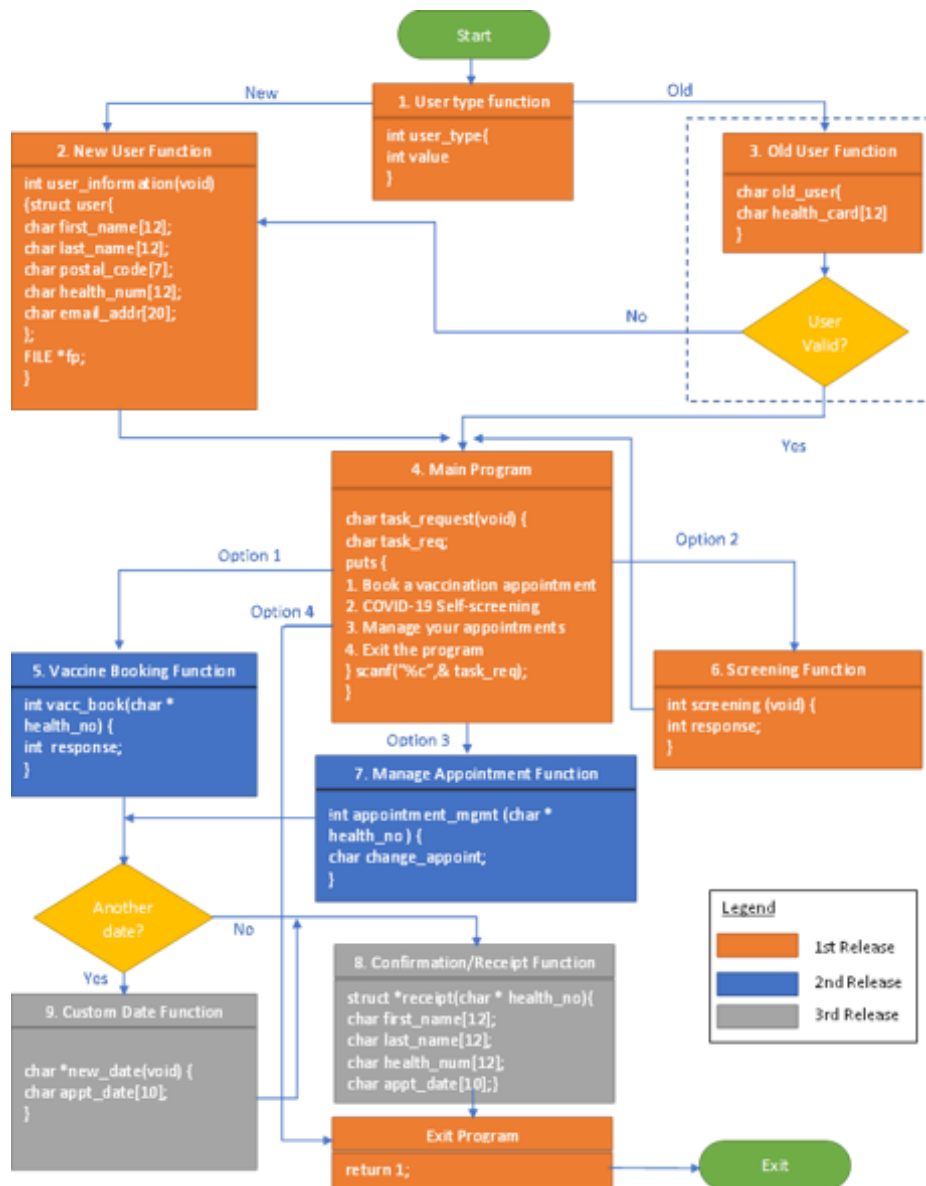 Start
New
Old
1. User type function
int user_type{
int value
}
2. New User Function
int user_information(void)
{struct user{
char first_name[12];
char last_name[12];
char postal_code[7];
char health_num[12];
char email_addr[20];
};
FILE *fp;
}
3. Old User Function
char old_user{
char health_card[12]
}
User
Valid?
No
Yes
4. Main Program
char task_request(void) {
char task_req;
puts {
1. Book a vaccination appointment
2. COVID-19 Self-screening
3. Manage your appointments
4. Exit the program
} scanf("%c",& task_req);
}
Option 1
Option 2
Option 4
Option 3
5. Vaccine Booking Function
int vacc_book(char *
health_no) {
int response;
}
6. Screening Function
int screening (void) {
int response;
}
7. Manage Appointment Function
int appointment_mgmt (char *
health_no ) {
char change_appoint;
}
Another
date?
No
Yes
8. Confirmation/Receipt Function
struct *receipt(char * health_no){
char first_name[12];
char last_name[12];
char health_num[12];
char appt_date[10];}
9. Custom Date Function
char *new_date(void) {
char appt_date[10];
}
Legend
1st Release
2nd Release
3rd Release
Exit Program
return 1;
Exit